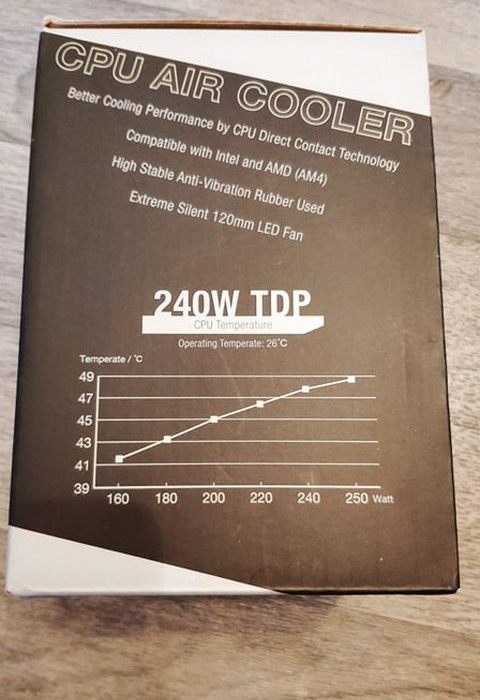 CPU AIR COOLER
Better Cooling Performance by CPU Direct Contact Technology
Compatible with Intel and AMD (AM4)
High Stable Anti-Vibration Rubber Used
Extreme Silent 120mm LED Fan
240W TDP
CPU Temperature
Operating Temperate: 26°C
Temperate / °C
49
47
45
43
41
39
160 180 200 220 240 250 Watt